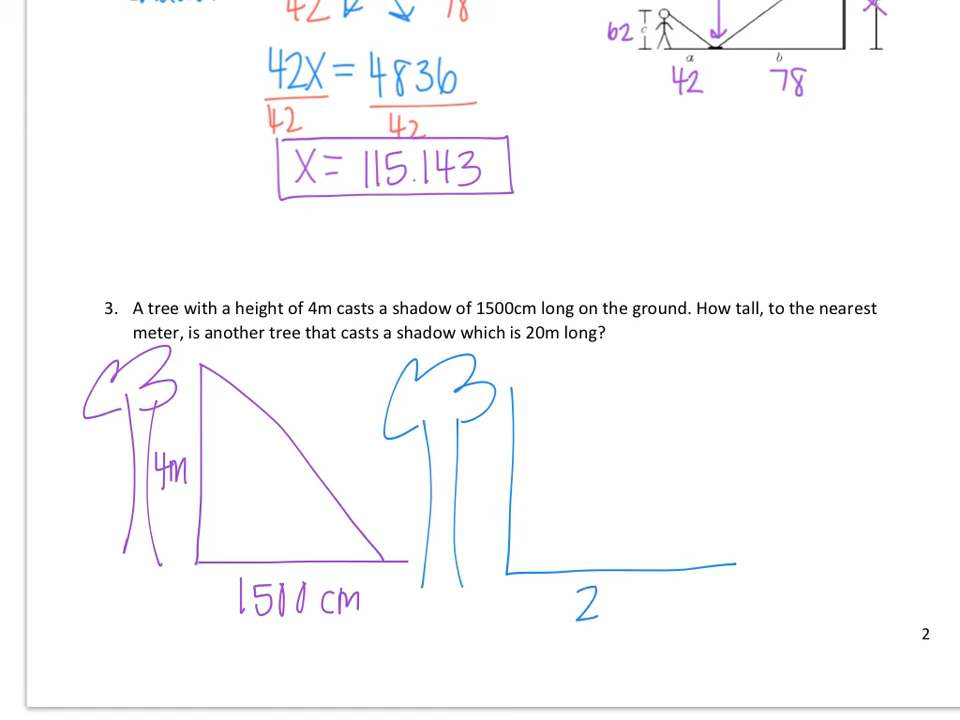 42 78
42X = 4836
42 42
X = 115.143
62
a b
42 78
3. A tree with a height of 4m casts a shadow of 1500cm long on the ground. How tall, to the nearest
meter, is another tree that casts a shadow which is 20m long?
4m
1500 cm
2
2